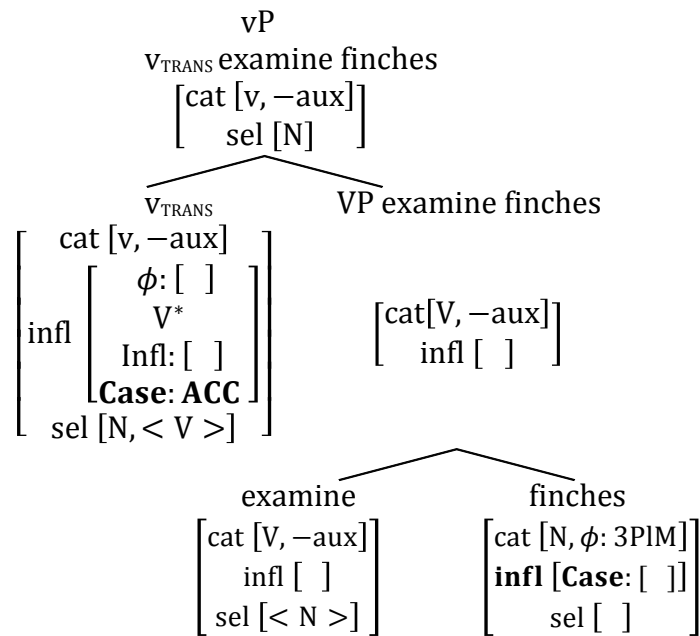 vP
vTRANS examine finches
[cat [v, −aux]
sel [N]]
vTRANS VP examine finches
[cat [v, −aux]
infl [ϕ: [ ]
V*
Infl: [ ]
Case: ACC]
sel [N, < V >]]
[cat[V, −aux]
infl [ ]]
examine finches
[cat [V, −aux]
infl [ ]
sel [< N >]]
[cat [N, ϕ: 3PlM]
infl [Case: [ ]]
sel [ ]]